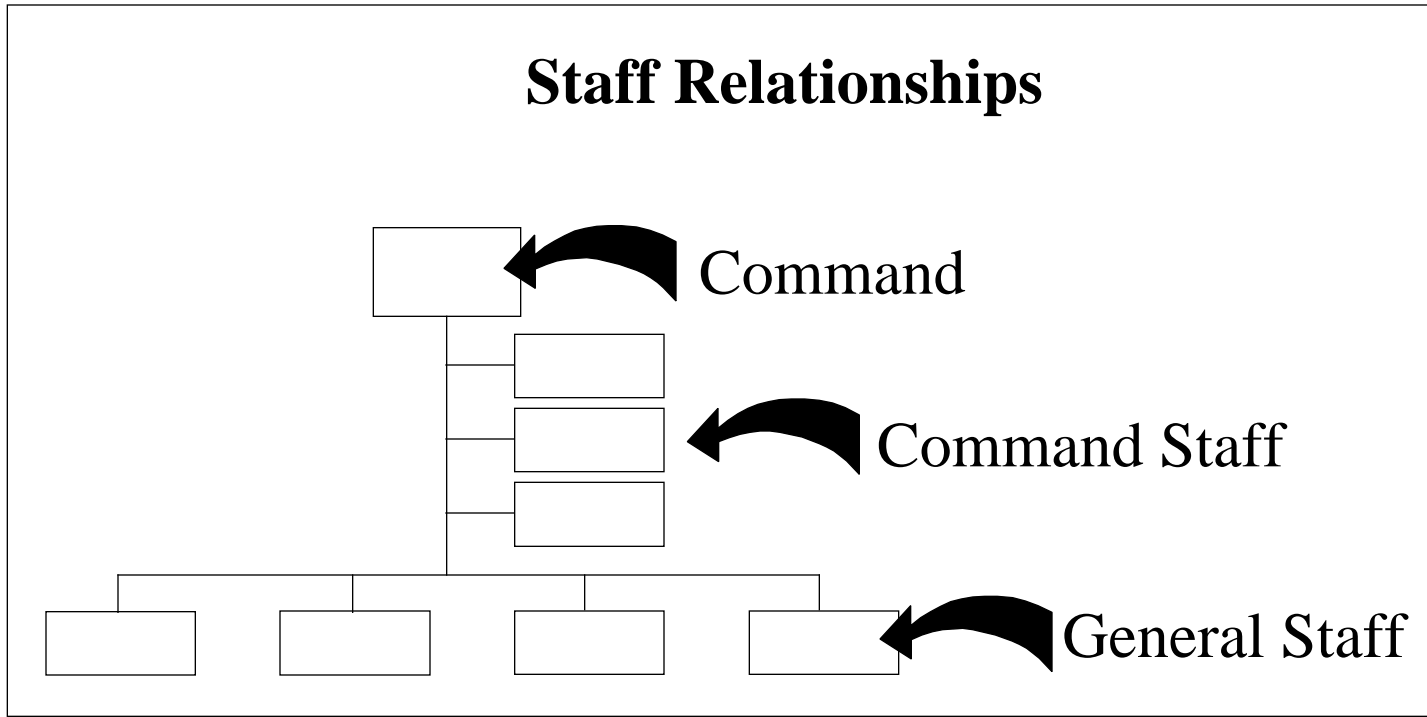 Staff Relationships
Command
Command Staff
General Staff